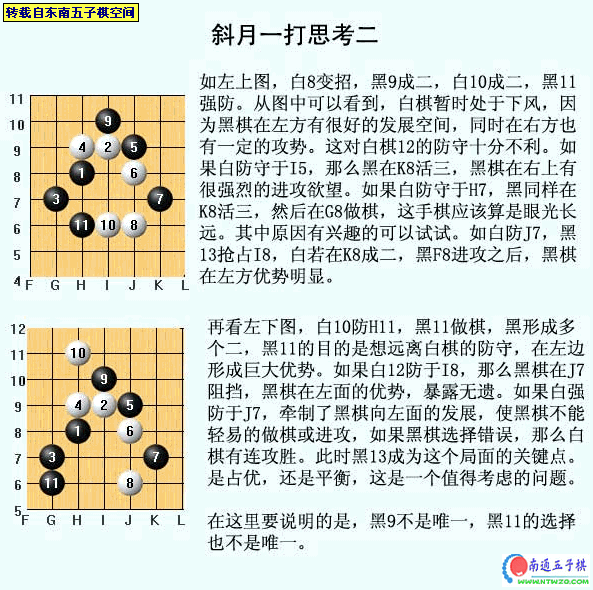 转载自东南五子棋空间
斜月一打思考二
如左上图，白8变招，黑9成二，白10成二，黑11
强防。从图中可以看到，白棋暂时处于下风，因
为黑棋在左方有很好的发展空间，同时在右方也
有一定的攻势。这对白棋12的防守十分不利。如
果白防守于I5，那么黑在K8活三，黑棋在右上有
很强烈的进攻欲望。如果白防守于H7，黑同样在
K8活三，然后在G8做棋，这手棋应该算是眼光长
远。其中原因有兴趣的可以试试。如白防J7，黑
13抢占I8，白若在K8成二，黑F8进攻之后，黑棋
在左方优势明显。
11
10
9
8
7
6
5
4
F G H I J K L
9
4 2 5
1 6
3 7
11 10 8
再看左下图，白10防H11，黑11做棋，黑形成多
个二，黑11的目的是想远离白棋的防守，在左边
形成巨大优势。如果白12防于I8，那么黑棋在J7
阻挡，黑棋在左面的优势，暴露无遗。如果白强
防于J7，牵制了黑棋向左面的发展，使黑棋不能
轻易的做棋或进攻，如果黑棋选择错误，那么白
棋有连攻胜。此时黑13成为这个局面的关键点。
是占优，还是平衡，这是一个值得考虑的问题。
在这里要说明的是，黑9不是唯一，黑11的选择
也不是唯一。
12
11
10
9
8
7
6
5
F G H I J K L
10
9
4 2 5
1 6
3 7
11 8
南通五子棋
WWW.NTWZQ.COM